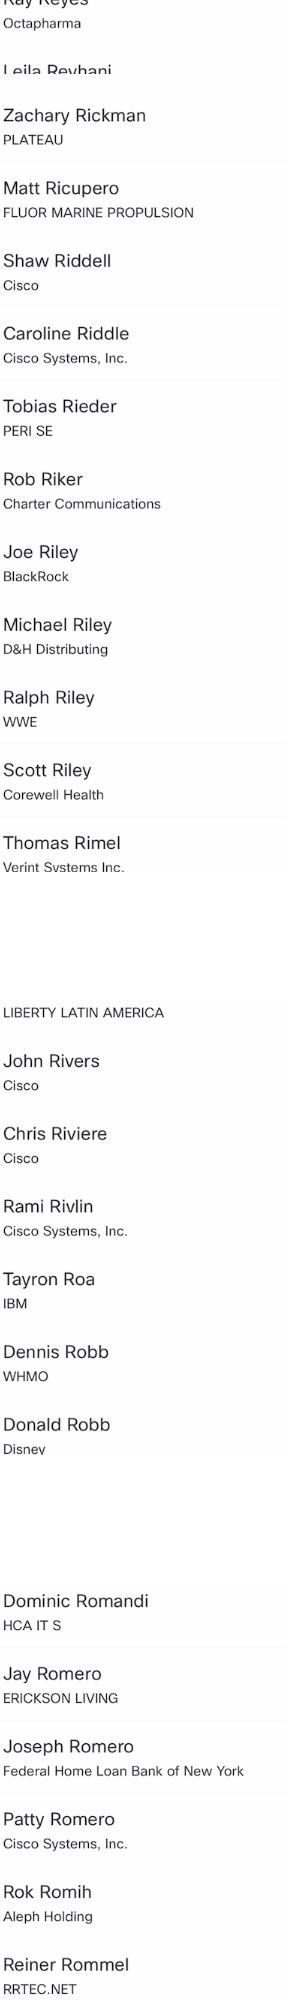 Ray Reyes
Octapharma
Leila Reyhani
Zachary Rickman
PLATEAU
Matt Ricupero
FLUOR MARINE PROPULSION
Shaw Riddell
Cisco
Caroline Riddle
Cisco Systems, Inc.
Tobias Rieder
PERI SE
Rob Riker
Charter Communications
Joe Riley
BlackRock
Michael Riley
D&H Distributing
Ralph Riley
WWE
Scott Riley
Corewell Health
Thomas Rimel
Verint Systems Inc.
LIBERTY LATIN AMERICA
John Rivers
Cisco
Chris Riviere
Cisco
Rami Rivlin
Cisco Systems, Inc.
Tayron Roa
IBM
Dennis Robb
WHMO
Donald Robb
Disney
Dominic Romandi
HCA IT S
Jay Romero
ERICKSON LIVING
Joseph Romero
Federal Home Loan Bank of New York
Patty Romero
Cisco Systems, Inc.
Rok Romih
Aleph Holding
Reiner Rommel
RRTEC.NET